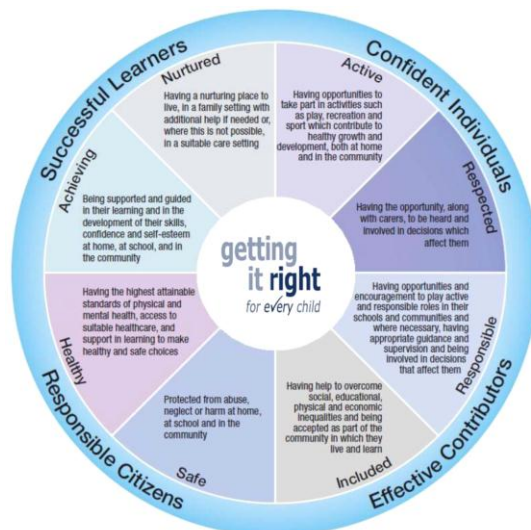 Successful Learners
Confident Individuals
Nurtured
Having a nurturing place to
live, in a family setting with
additional help if needed or,
where this is not possible,
in a suitable care setting
Active
Having opportunities to
take part in activities such
as play, recreation and
sport which contribute to
healthy growth and
development, both at home
and in the community
Achieving
Being supported and guided
in their learning and in the
development of their skills,
confidence and self-esteem
at home, at school, and in
the community
Respected
Having the opportunity, along
with carers, to be heard and
involved in decisions which
affect them
getting
it right
for every child
Healthy
Having the highest attainable
standards of physical and
mental health, access to
suitable healthcare, and
support in learning to make
healthy and safe choices
Responsible
Having opportunities and
encouragement to play active
and responsible roles in their
schools and communities and
where necessary, having
appropriate guidance and
supervision and being
involved in decisions
that affect them
Safe
Protected from abuse,
neglect or harm at home,
at school and in the
community
Included
Having help to overcome
social, educational,
physical and economic
inequalities and being
accepted as part of the
community in which they
live and learn
Responsible Citizens
Effective Contributors